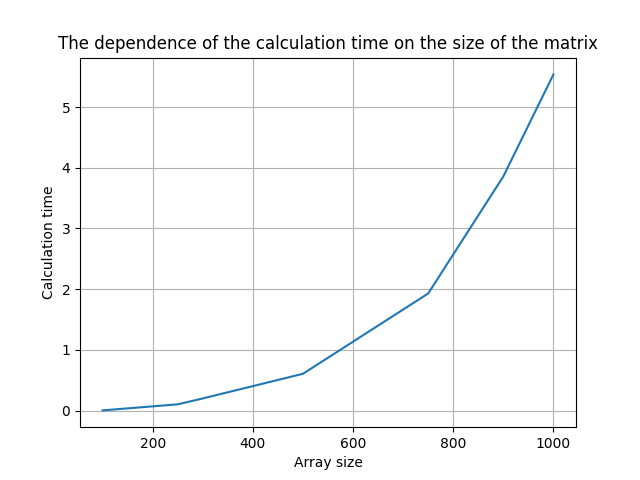 The dependence of the calculation time on the size of the matrix
Calculation time
5
4
3
2
1
0
200 400 600 800 1000
Array size